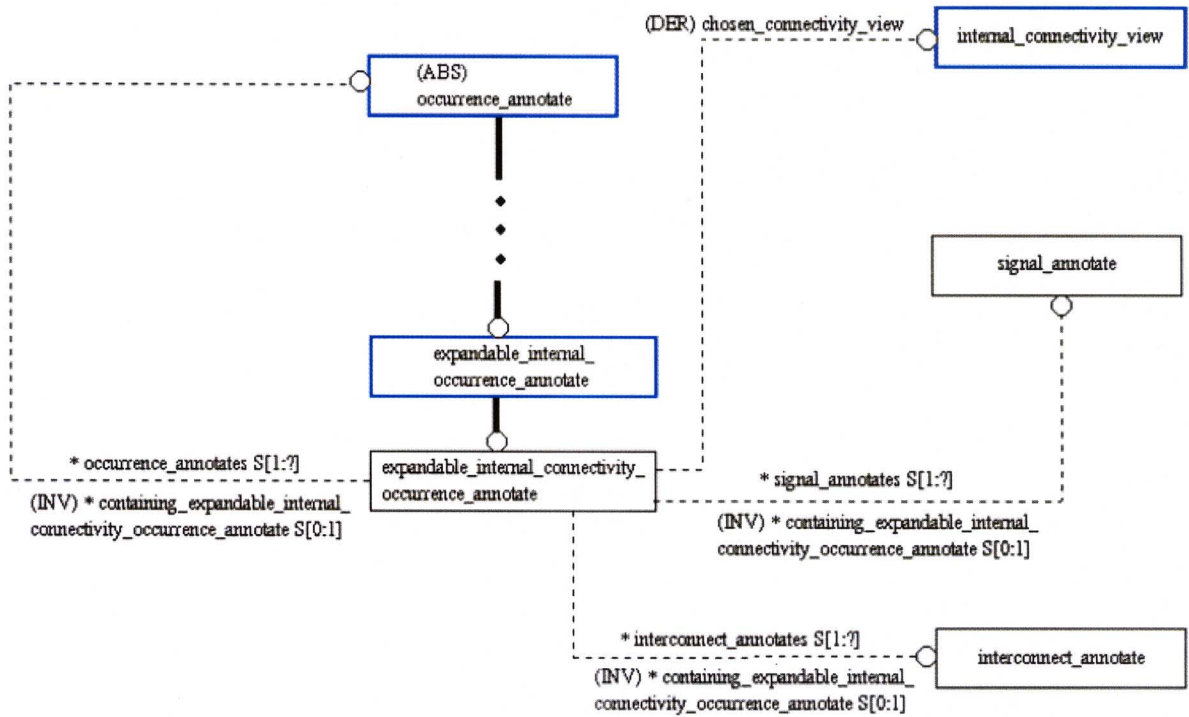 (DER) chosen_connectivity_view
internal_connectivity_view
(ABS)
occurrence_annotate
signal_annotate
expandable_internal_
occurrence_annotate
* occurrence_annotates S[1:?]
(INV) * containing_expandable_internal_
connectivity_occurrence_annotate S[0:1]
expandable_internal_connectivity_
occurrence_annotate
* signal_annotates S[1:?]
(INV) * containing_expandable_internal_
connectivity_occurrence_annotate S[0:1]
* interconnect_annotates S[1:?]
(INV) * containing_expandable_internal_
connectivity_occurrence_annotate S[0:1]
interconnect_annotate